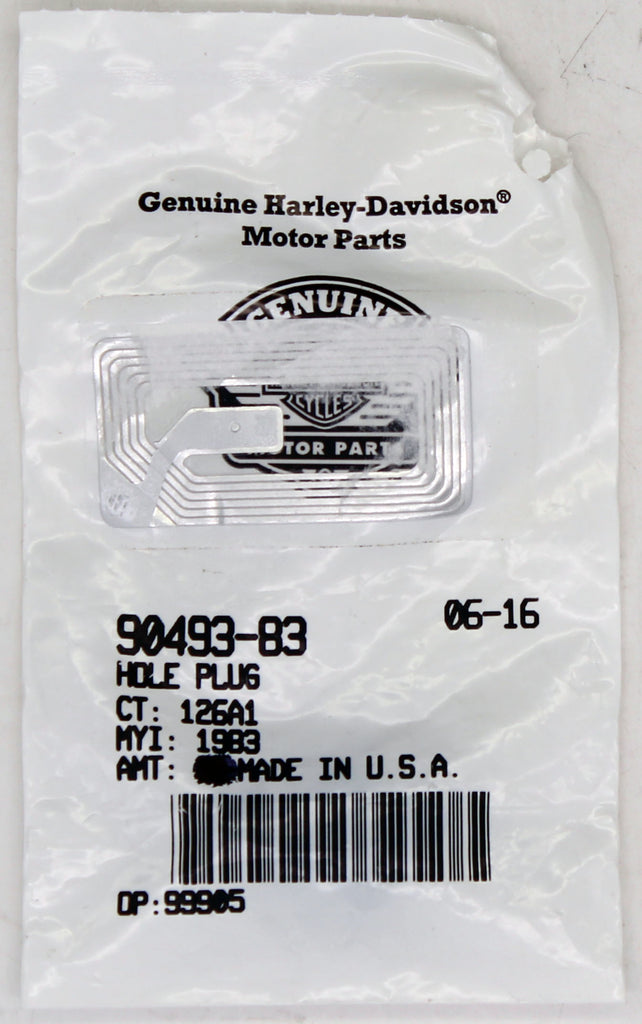 Genuine Harley-Davidson®
Motor Parts
GENUINE
CYCLES
MOTOR PARTS
90493-83
06-16
HOLE PLUG
CT: 126A1
MYI: 1983
AMT: MADE IN U.S.A.
OP:99905